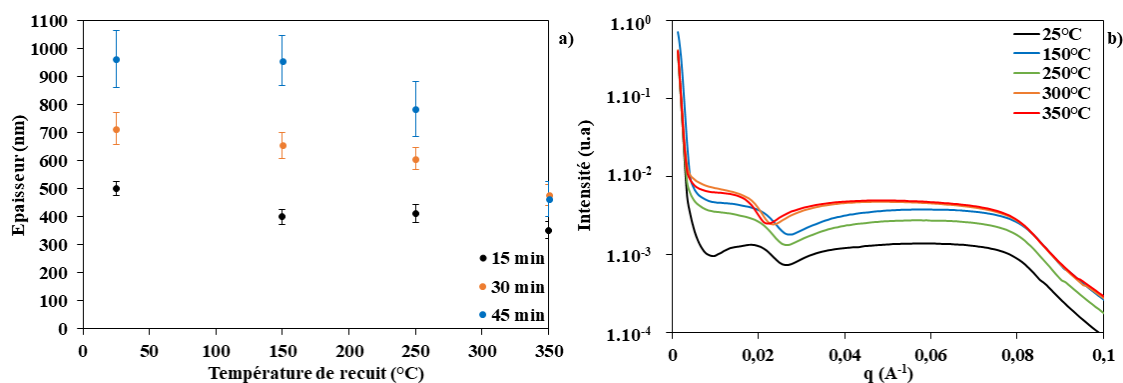 1100
1000
900
800
700
600
500
400
300
200
100
0
0 50 100 150 200 250 300 350
Epaisseur (nm)
Température de recuit (°C)
a)
15 min
30 min
45 min
1.10⁰
1.10⁻¹
1.10⁻²
1.10⁻³
1.10⁻⁴
0 0,02 0,04 0,06 0,08 0,1
Intensité (u.a)
q (A⁻¹)
25°C
150°C
250°C
300°C
350°C
b)